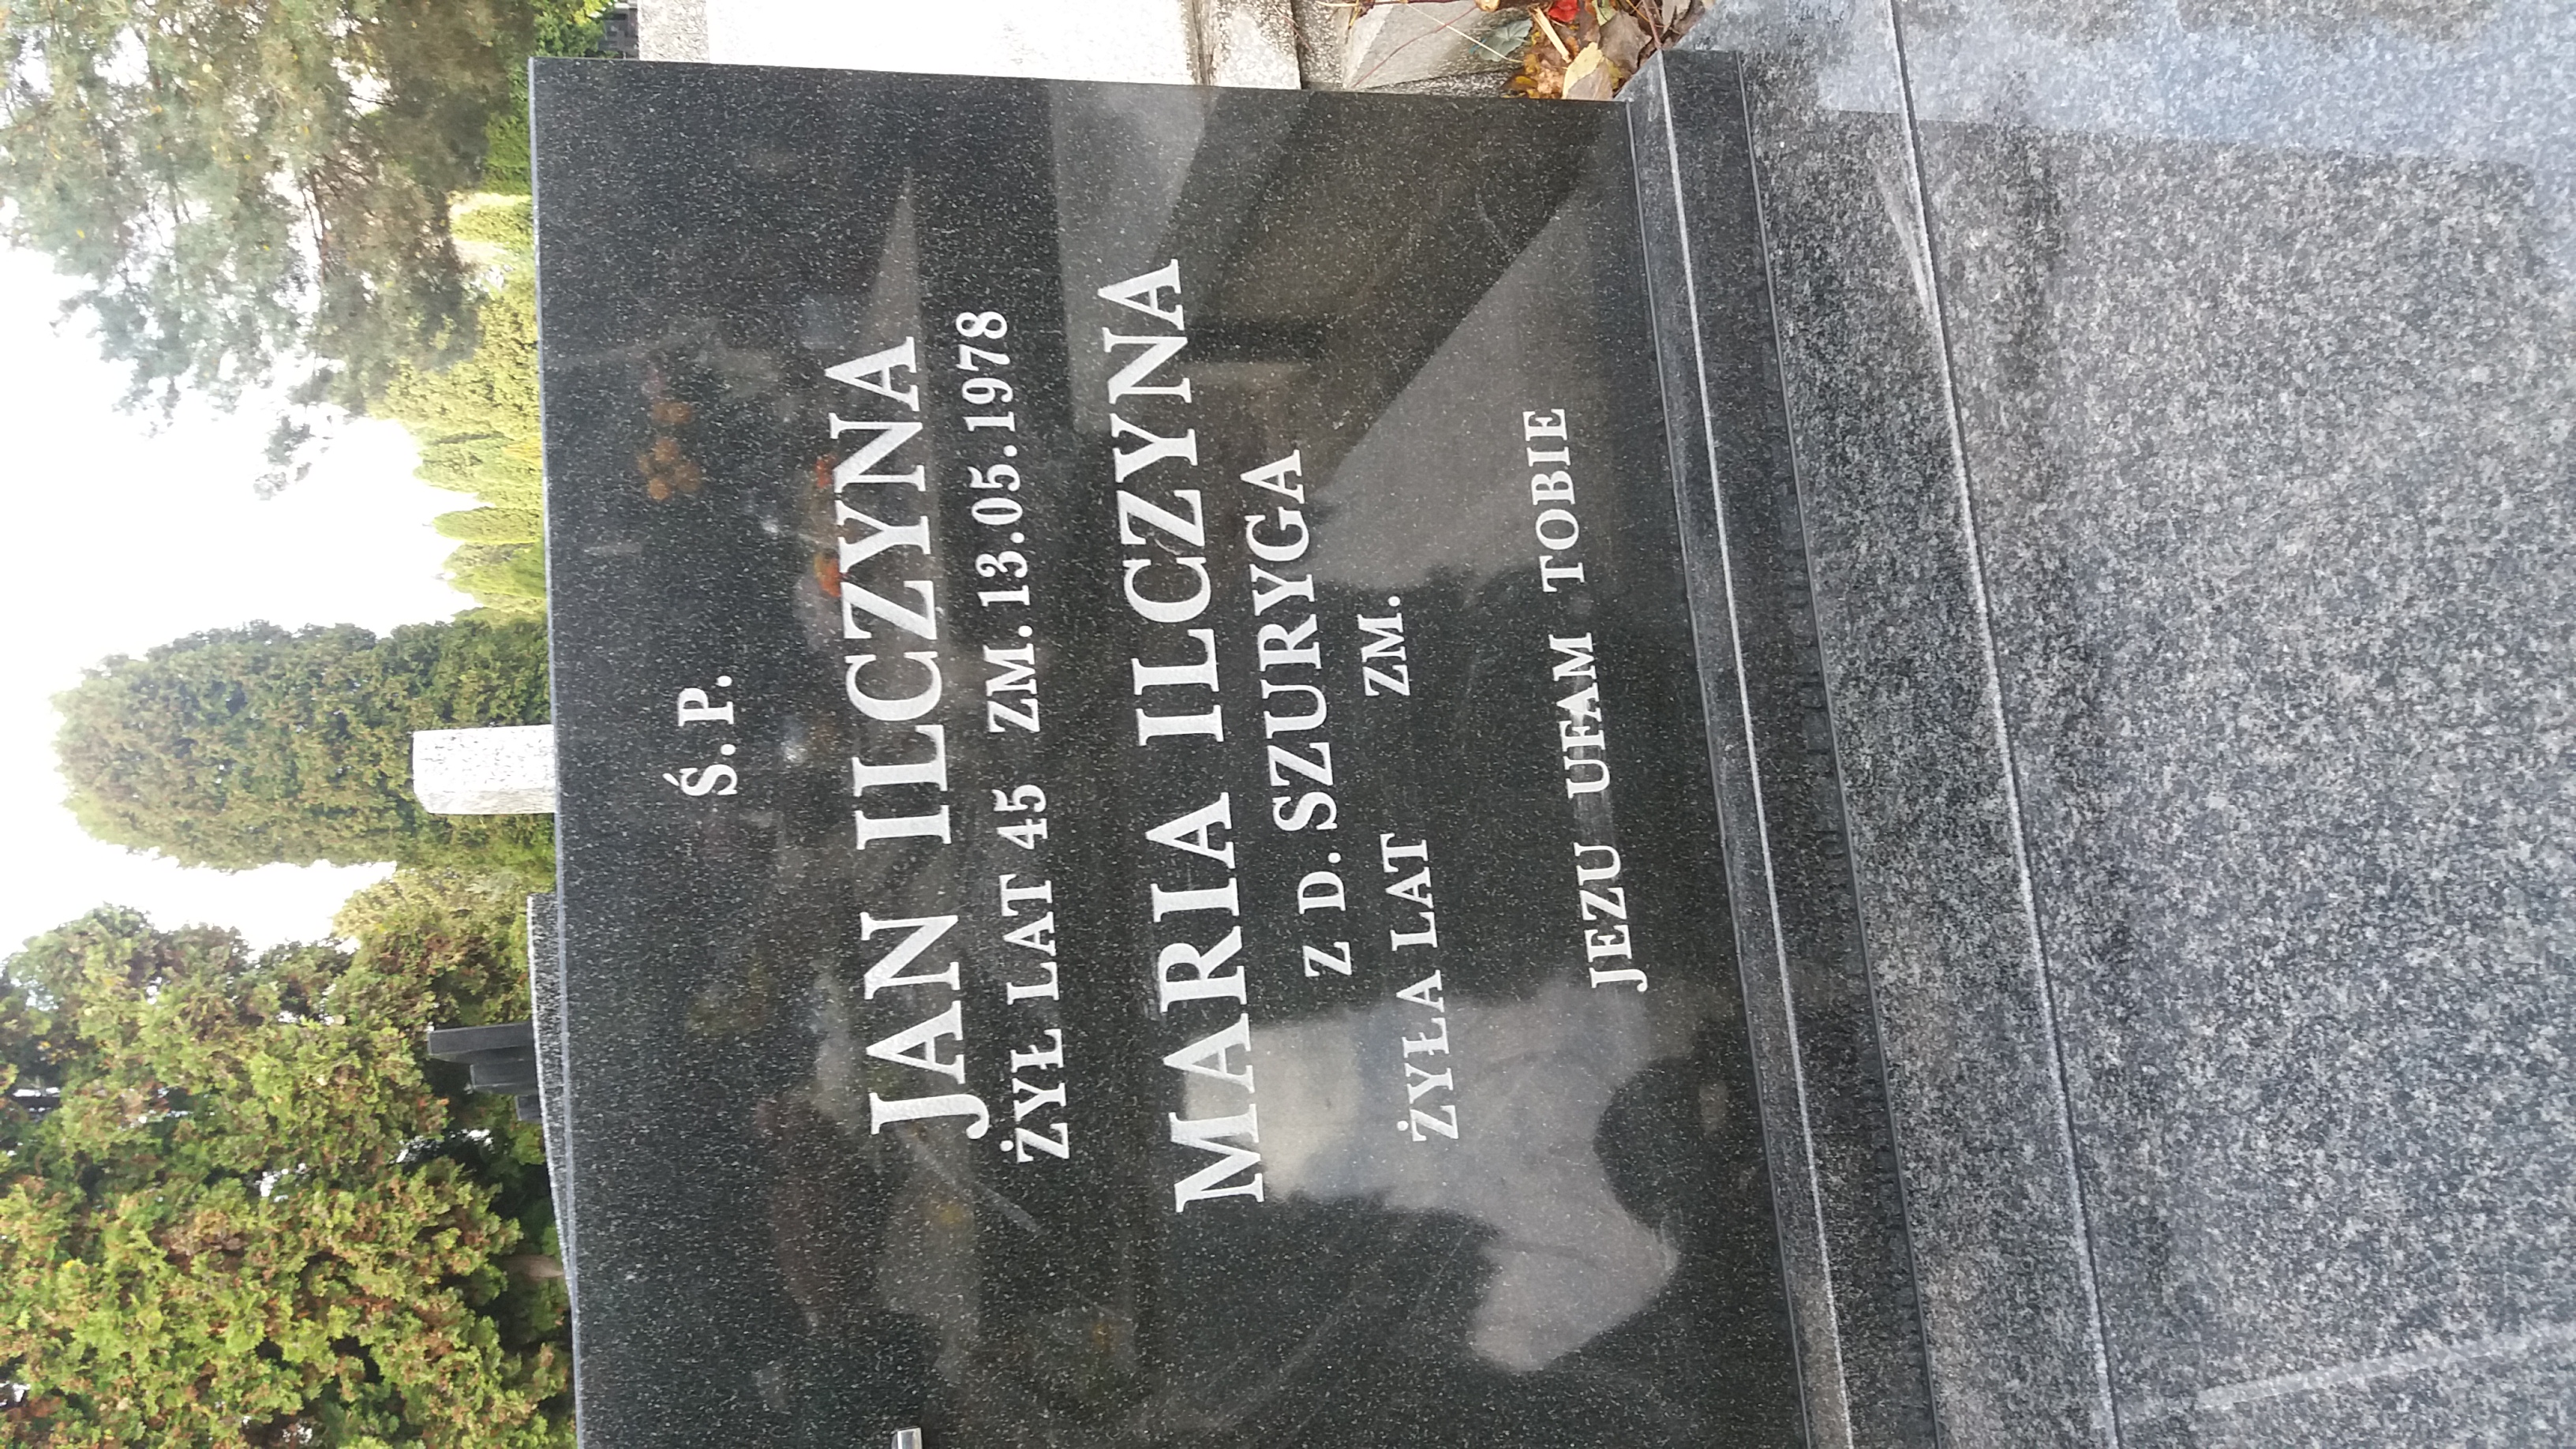 Ś. P.
JAN ILCZYNA
ŻYŁ LAT 45 ZM. 13.05.1978
MARIA ILCZYNA
Z D. SZURYGA
ŻYŁA LAT ZM.
JEZU UFAM TOBIE